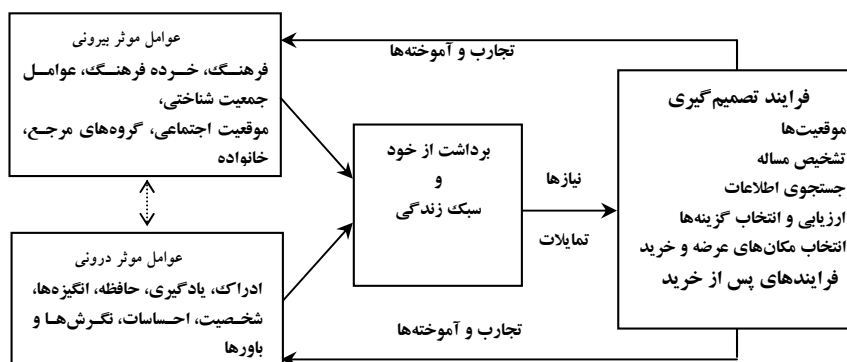 عوامل موثر بیرونی
فرهنگ، خرده فرهنگ، عوامل
جمعیت شناختی،
موقعیت اجتماعی، گروه‌های مرجع،
خانواده
تجارب و آموخته‌ها
برداشت از خود
و
سبک زندگی
نیازها
تمایلات
فرایند تصمیم‌گیری
موقعیت‌ها
تشخیص مساله
جستجوی اطلاعات
ارزیابی و انتخاب گزینه‌ها
انتخاب مکان‌های عرضه و خرید
فرایندهای پس از خرید
عوامل موثر درونی
ادراک، یادگیری، حافظه، انگیزه‌ها،
شخصیت، احساسات، نگرش‌ها و
باورها
تجارب و آموخته‌ها